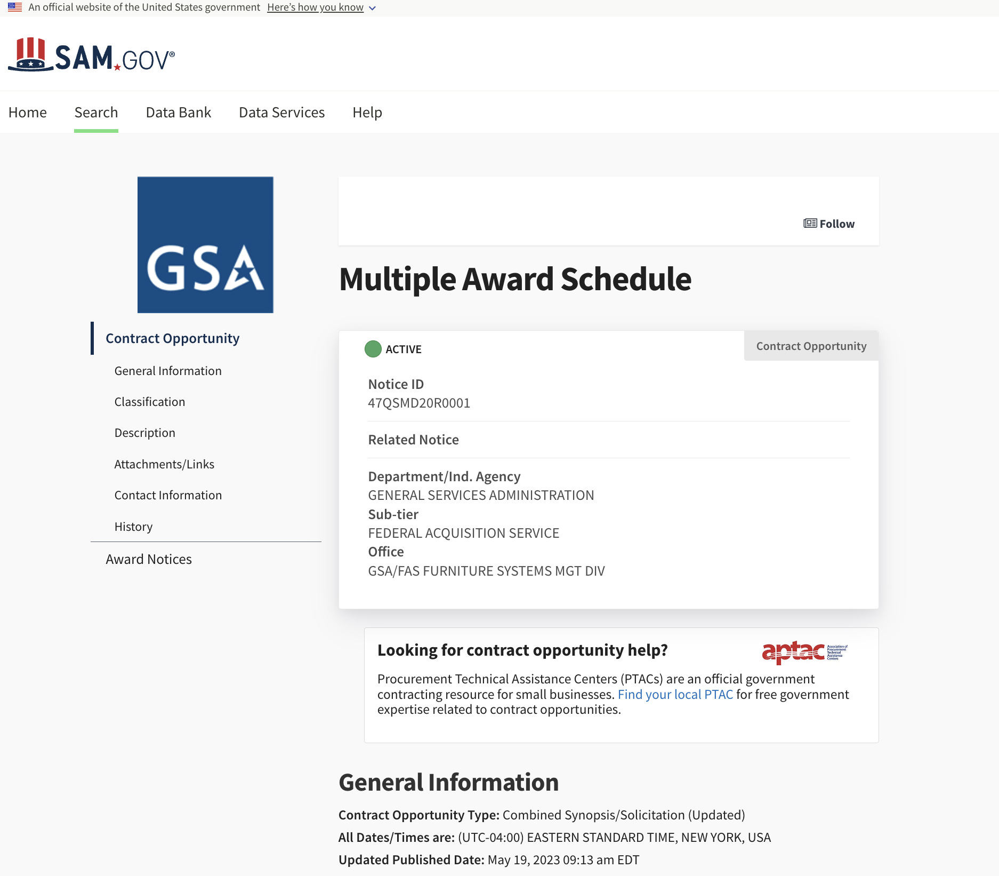 An official website of the United States government Here’s how you know
SAM.GOV®
Home Search Data Bank Data Services Help
GSA
Follow
Multiple Award Schedule
Contract Opportunity
General Information
Classification
Description
Attachments/Links
Contact Information
History
Award Notices
ACTIVE
Contract Opportunity
Notice ID
47QSMD20R0001
Related Notice
Department/Ind. Agency
GENERAL SERVICES ADMINISTRATION
Sub-tier
FEDERAL ACQUISITION SERVICE
Office
GSA/FAS FURNITURE SYSTEMS MGT DIV
Looking for contract opportunity help?
aptac
Association of
Procurement
Technical
Assistance
Centers
Procurement Technical Assistance Centers (PTACs) are an official government
contracting resource for small businesses. Find your local PTAC for free government
expertise related to contract opportunities.
General Information
Contract Opportunity Type: Combined Synopsis/Solicitation (Updated)
All Dates/Times are: (UTC-04:00) EASTERN STANDARD TIME, NEW YORK, USA
Updated Published Date: May 19, 2023 09:13 am EDT